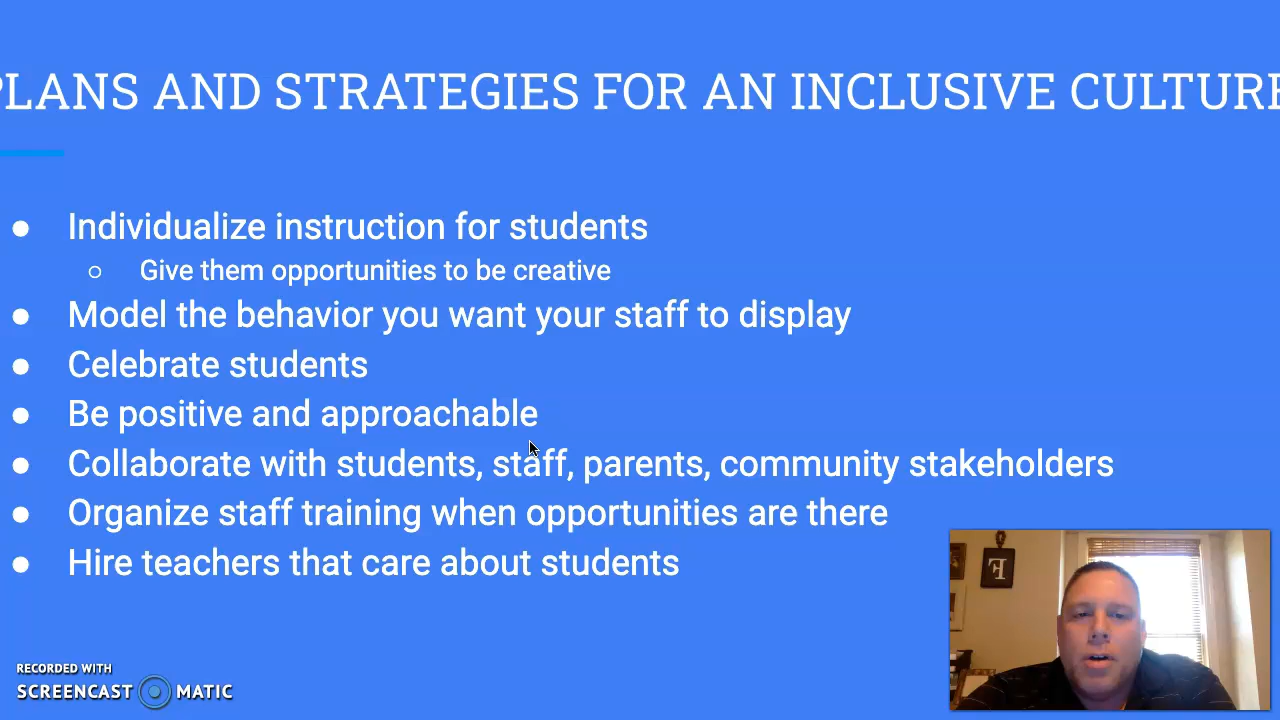 PLANS AND STRATEGIES FOR AN INCLUSIVE CULTURE
● Individualize instruction for students
○ Give them opportunities to be creative
● Model the behavior you want your staff to display
● Celebrate students
● Be positive and approachable
● Collaborate with students, staff, parents, community stakeholders
● Organize staff training when opportunities are there
● Hire teachers that care about students
RECORDED WITH
SCREENCAST MATIC
F